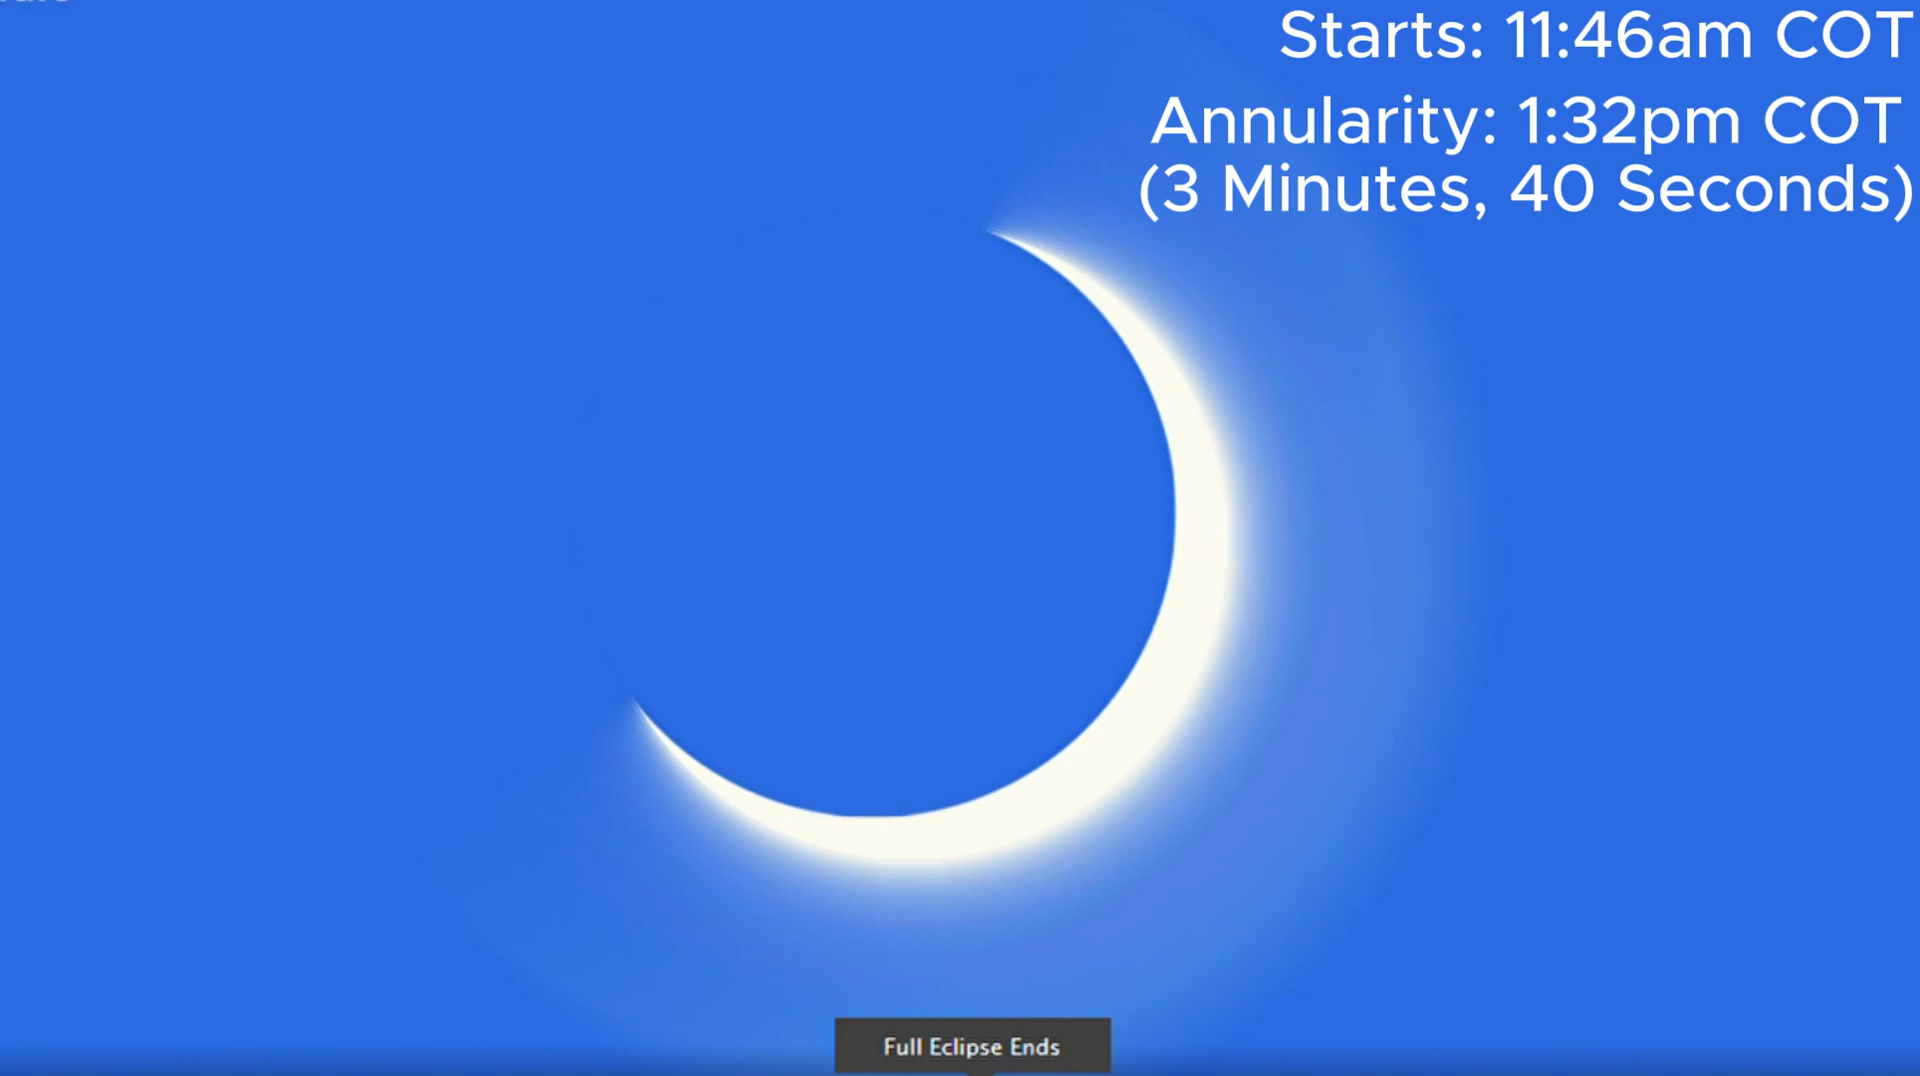 Starts: 11:46am COT
Annularity: 1:32pm COT
(3 Minutes, 40 Seconds)
Full Eclipse Ends